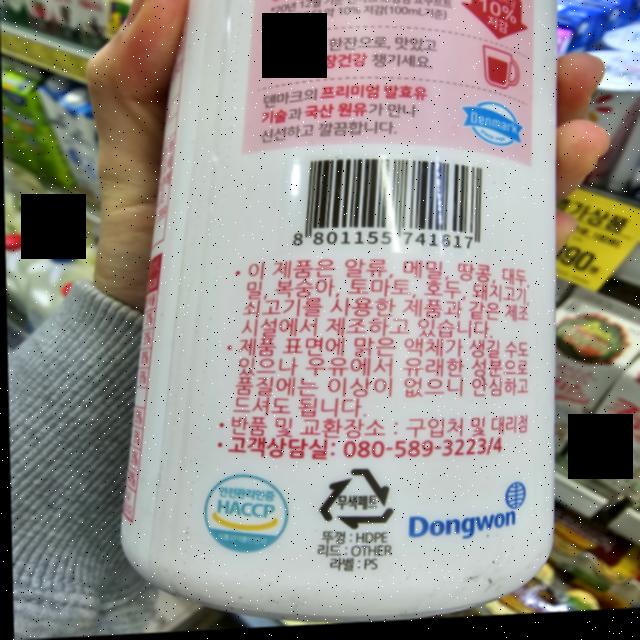 10%
저감
한잔으로, 맛있고
장건강 챙기세요.
덴마크의 프리미엄 발효유
기술과 국산 원유가 만나
신선하고 깔끔합니다.
Denmark
8 801155 741617
• 이 제품은 알류, 메밀, 땅콩, 대두
밀, 복숭아, 토마토, 호두, 돼지고기
쇠고기를 사용한 제품과 같은 제조
시설에서 제조하고 있습니다.
• 제품 표면에 맑은 액체가 생길 수도
있으나 우유에서 유래한 성분으로
품질에는 이상이 없으니 안심하고
드셔도 됩니다.
• 반품 및 교환장소 : 구입처 및 대리점
• 고객상담실: 080-589-3223/4
안전관리인증
HACCP
무색페트
뚜껑 : HDPE
리드 : OTHER
라벨 : PS
Dongwon